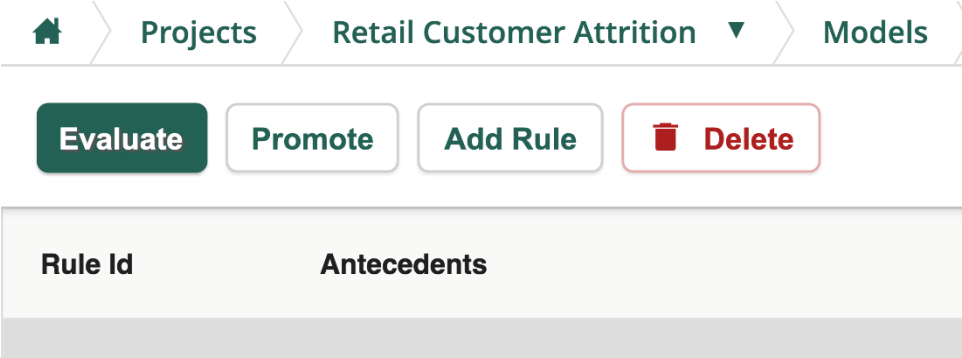 Projects Retail Customer Attrition Models
Evaluate Promote Add Rule Delete
Rule Id Antecedents